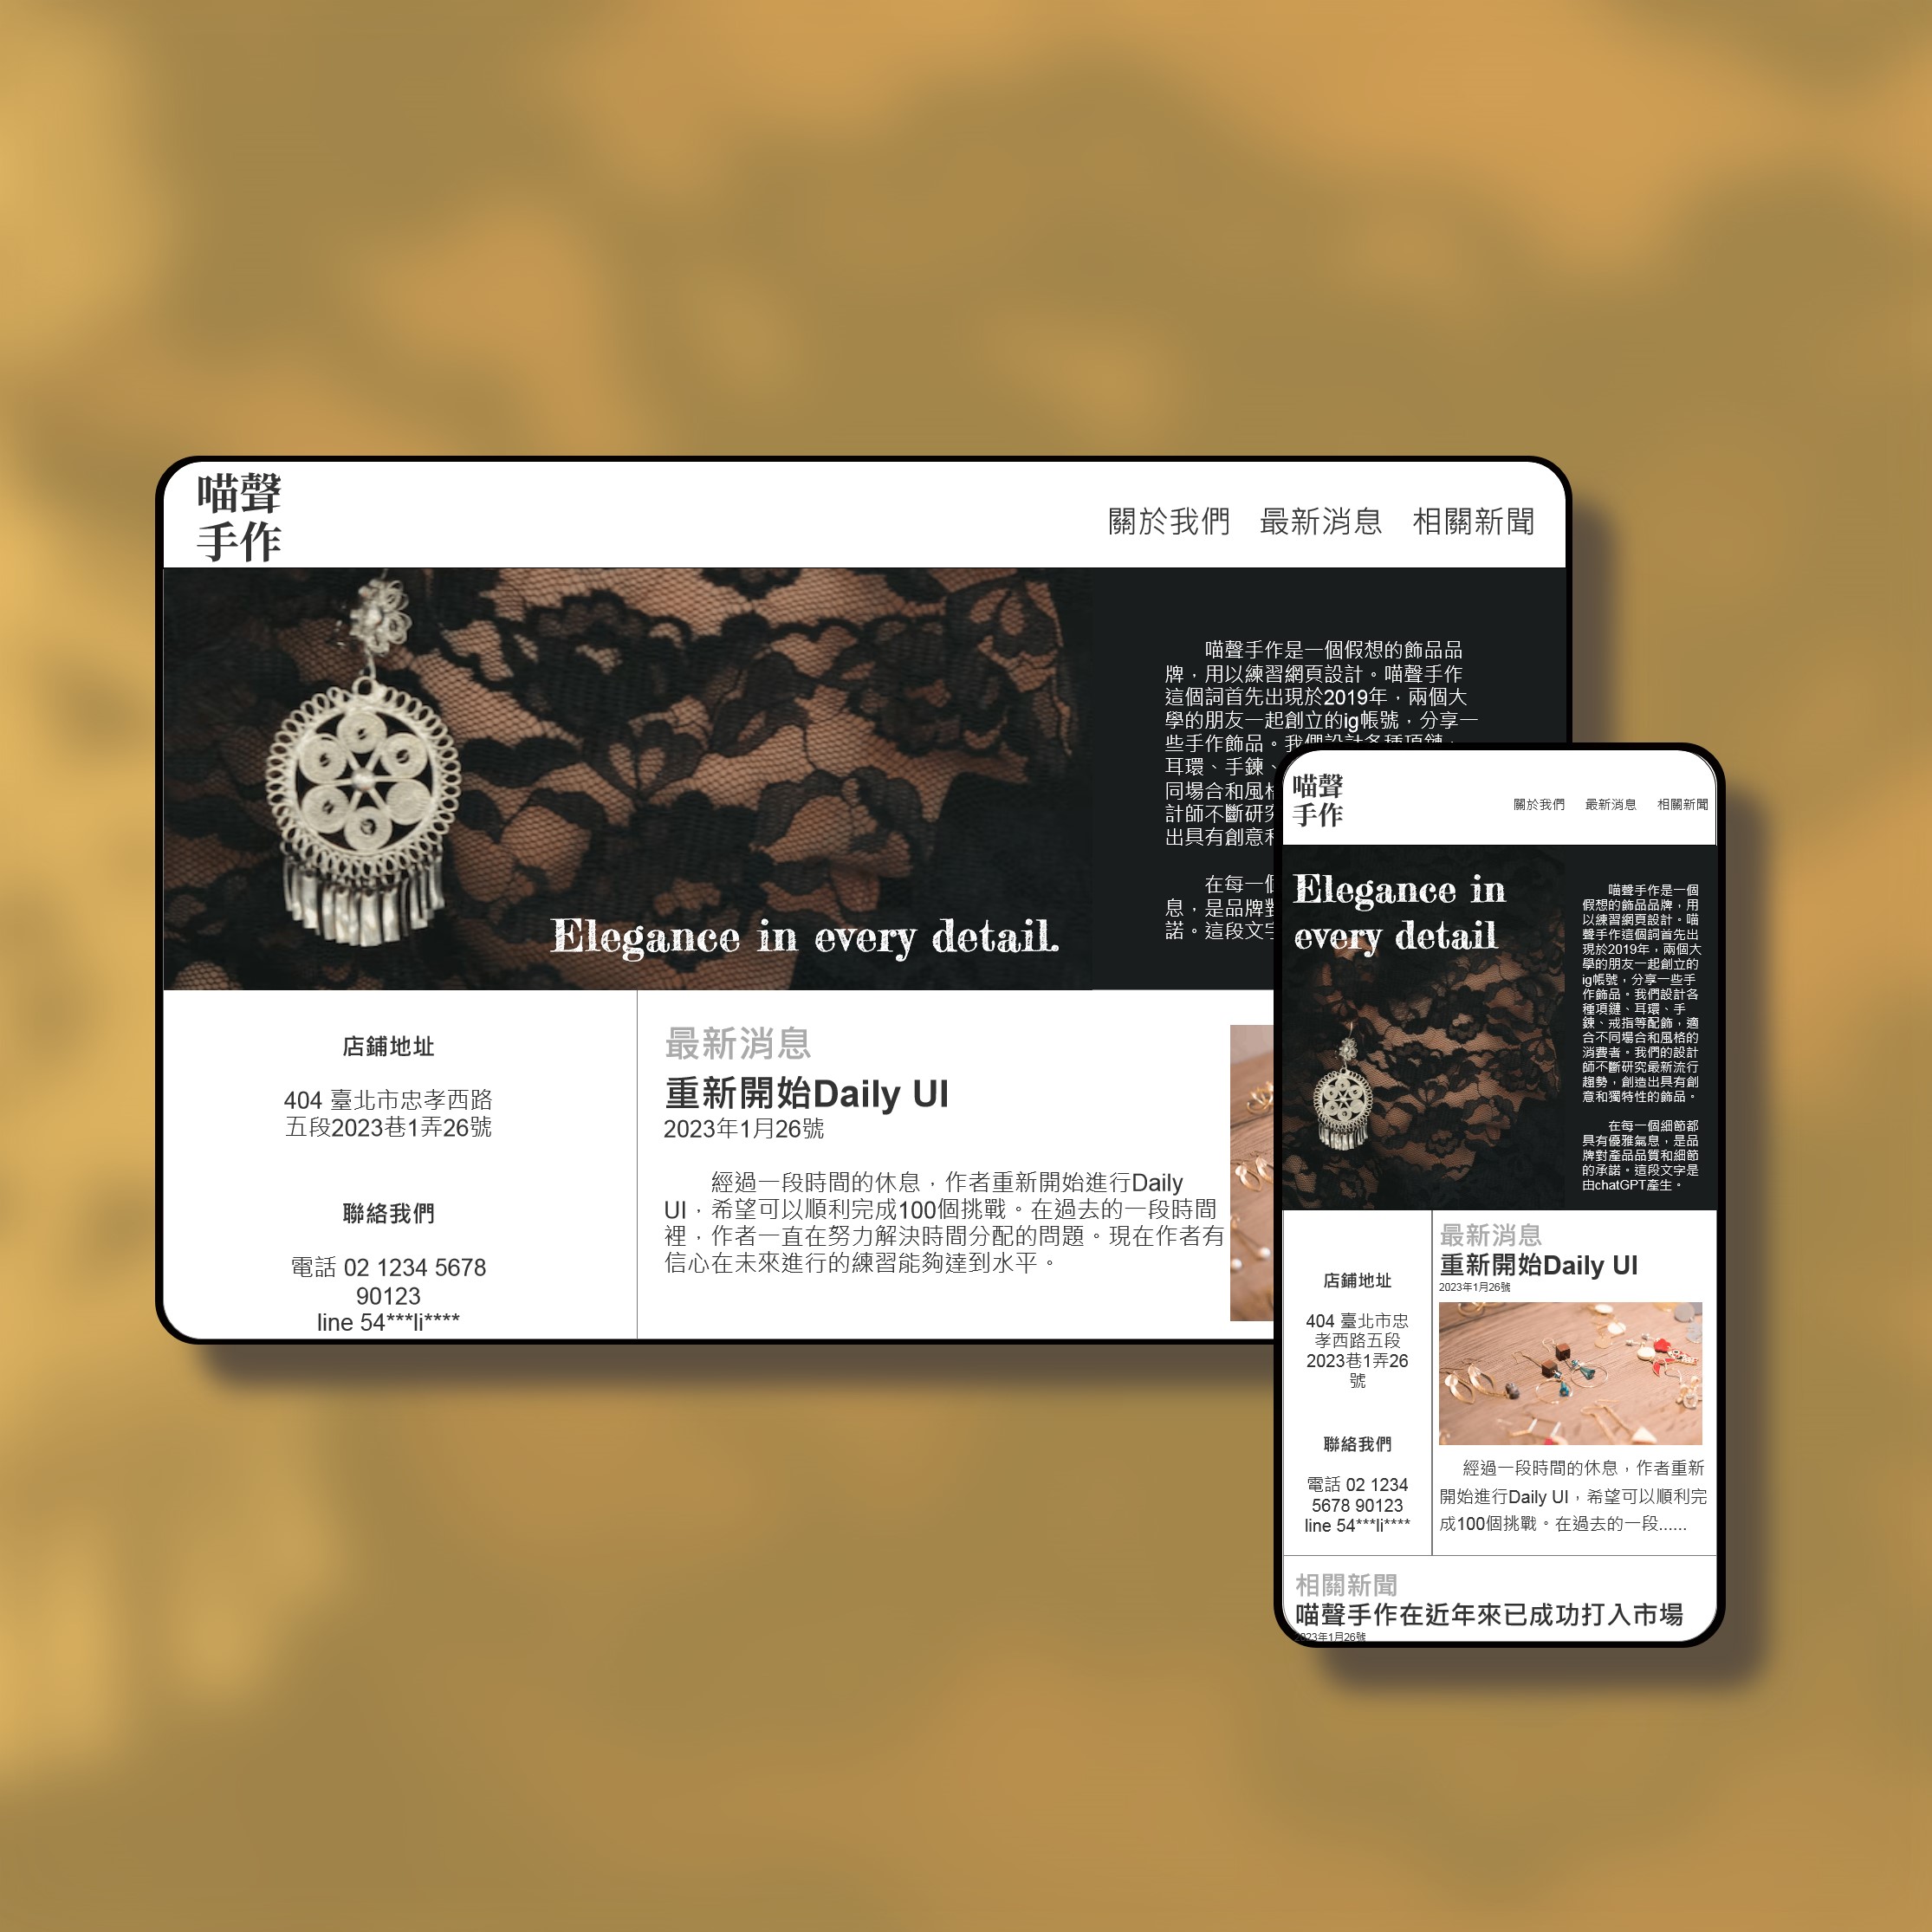 喵聲
手作
關於我們 最新消息 相關新聞
喵聲手作是一個假想的飾品品
牌，用以練習網頁設計。喵聲手作
這個詞首先出現於2019年，兩個大
學的朋友一起創立的ig帳號，分享一
些手作飾品。我們設計各種項鏈、
耳環、手鍊、
同場合和風格
計師不斷研究
出具有創意和
在每一個
息，是品牌對
諾。這段文字
Elegance in every detail.
店鋪地址
404 臺北市忠孝西路
五段2023巷1弄26號
聯絡我們
電話 02 1234 5678
90123
line 54***li****
最新消息
重新開始Daily UI
2023年1月26號
經過一段時間的休息，作者重新開始進行Daily
UI，希望可以順利完成100個挑戰。在過去的一段時間
裡，作者一直在努力解決時間分配的問題。現在作者有
信心在未來進行的練習能夠達到水平。
喵聲
手作
關於我們 最新消息 相關新聞
Elegance in
every detail
喵聲手作是一個
假想的飾品品牌，用
以練習網頁設計。喵
聲手作這個詞首先出
現於2019年，兩個大
學的朋友一起創立的
ig帳號，分享一些手
作飾品。我們設計各
種項鏈、耳環、手
鍊、戒指等配飾，適
合不同場合和風格的
消費者。我們的設計
師不斷研究最新流行
趨勢，創造出具有創
意和獨特性的飾品。
在每一個細節都
具有優雅氣息，是品
牌對產品品質和細節
的承諾。這段文字是
由chatGPT產生。
店鋪地址
404 臺北市忠
孝西路五段
2023巷1弄26
號
聯絡我們
電話 02 1234
5678 90123
line 54***li****
最新消息
重新開始Daily UI
2023年1月26號
經過一段時間的休息，作者重新
開始進行Daily UI，希望可以順利完
成100個挑戰。在過去的一段......
相關新聞
喵聲手作在近年來已成功打入市場
2023年1月26號